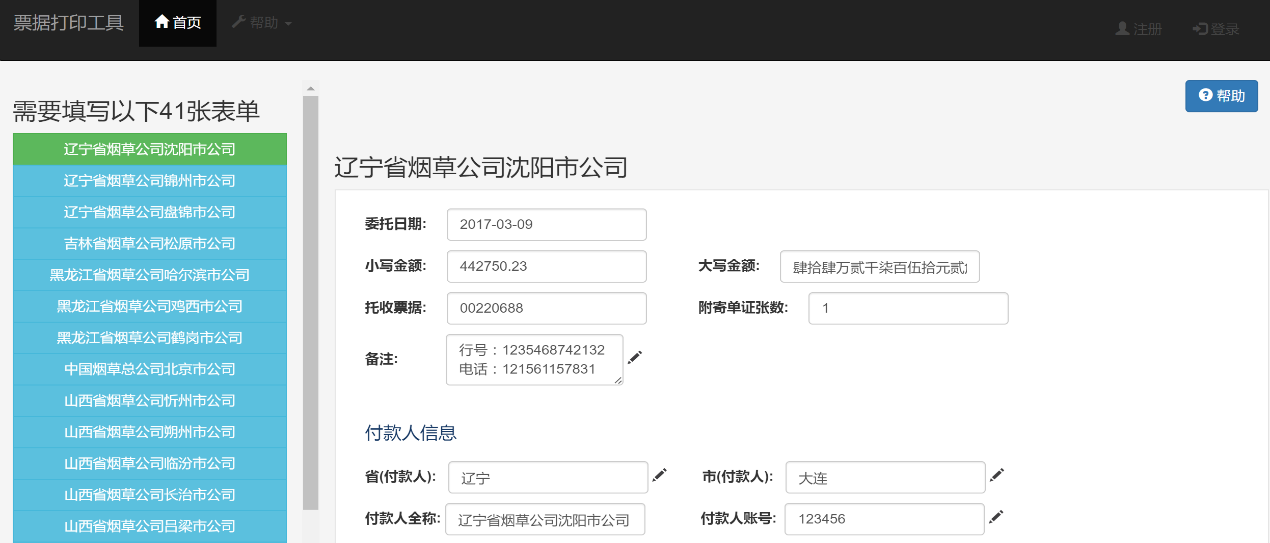 票据打印工具 首页 帮助 注册 登录
帮助
需要填写以下41张表单
辽宁省烟草公司沈阳市公司
辽宁省烟草公司锦州市公司
辽宁省烟草公司盘锦市公司
吉林省烟草公司松原市公司
黑龙江省烟草公司哈尔滨市公司
黑龙江省烟草公司鸡西市公司
黑龙江省烟草公司鹤岗市公司
中国烟草总公司北京市公司
山西省烟草公司忻州市公司
山西省烟草公司朔州市公司
山西省烟草公司临汾市公司
山西省烟草公司长治市公司
山西省烟草公司吕梁市公司
辽宁省烟草公司沈阳市公司
委托日期: 2017-03-09
小写金额: 442750.23 大写金额: 肆拾肆万贰千柒百伍拾元贰
托收票据: 00220688 附寄单证张数: 1
备注: 行号：1235468742132
电话：121561157831
付款人信息
省(付款人): 辽宁 市(付款人): 大连
付款人全称: 辽宁省烟草公司沈阳市公司 付款人账号: 123456